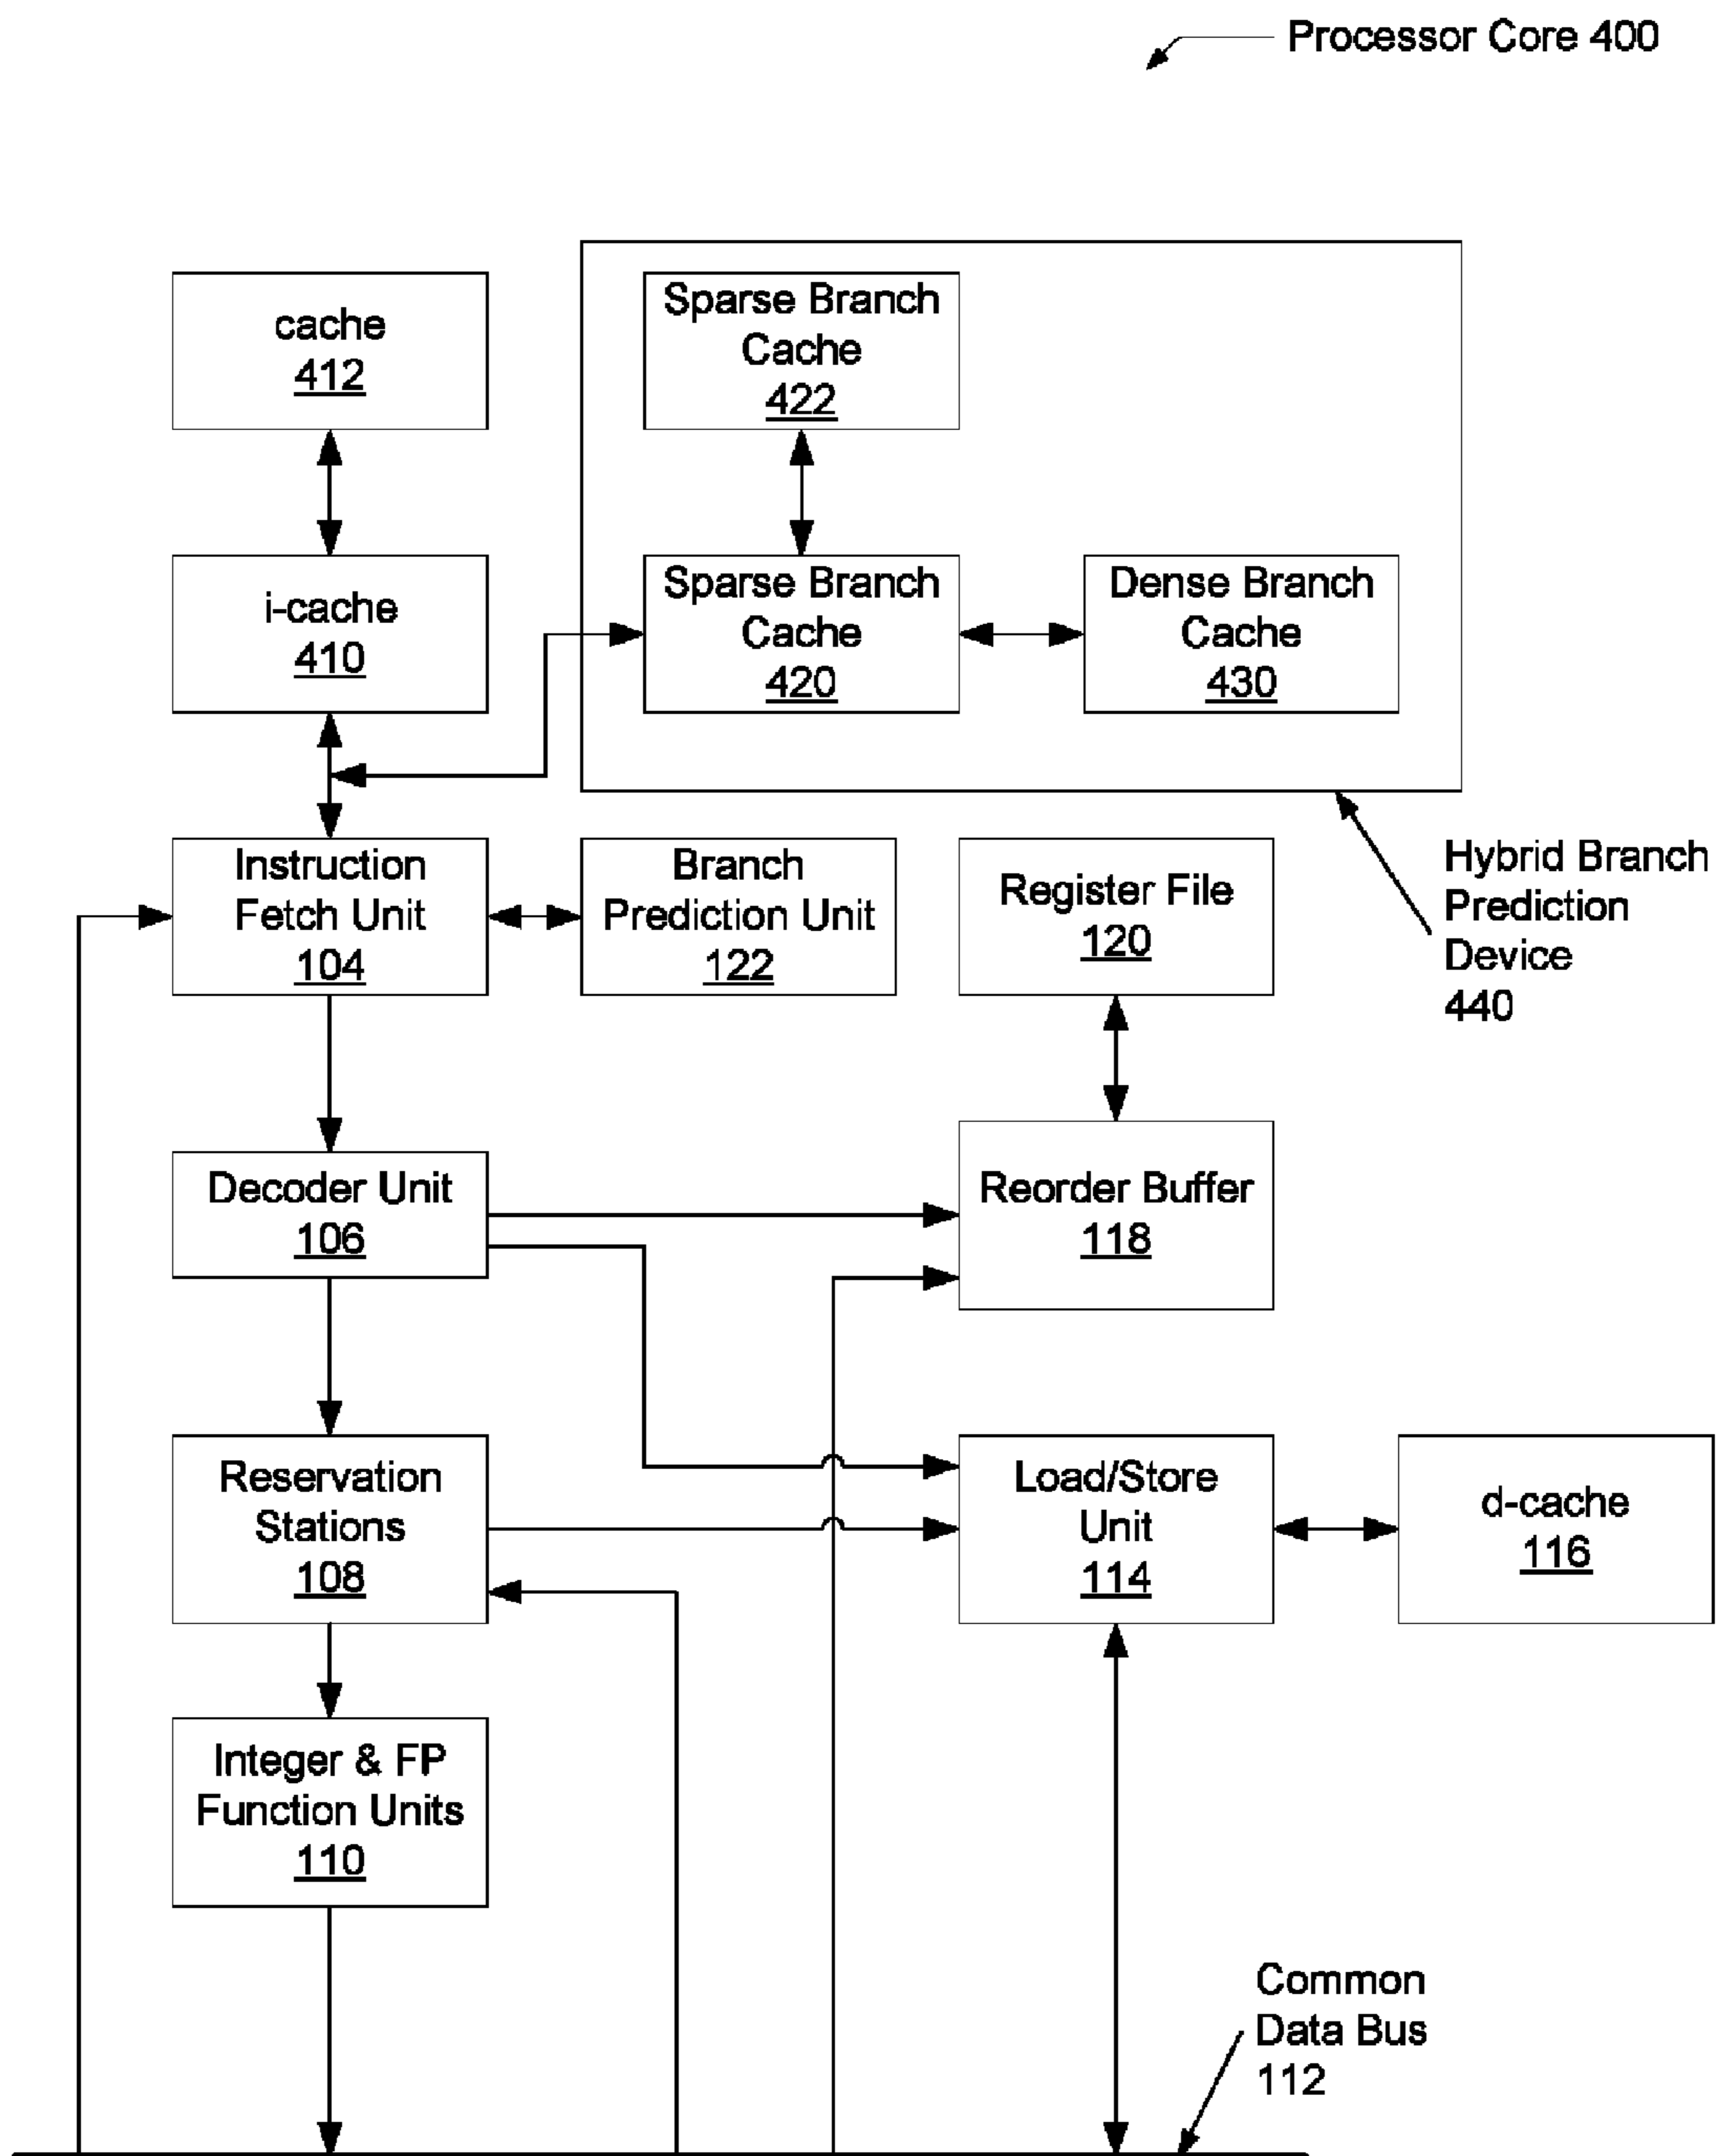 Processor Core 400
cache
412
Sparse Branch
Cache
422
i-cache
410
Sparse Branch
Cache
420
Dense Branch
Cache
430
Instruction
Fetch Unit
104
Branch
Prediction Unit
122
Register File
120
Hybrid Branch
Prediction
Device
440
Decoder Unit
106
Reorder Buffer
118
Reservation
Stations
108
Load/Store
Unit
114
d-cache
116
Integer & FP
Function Units
110
Common
Data Bus
112